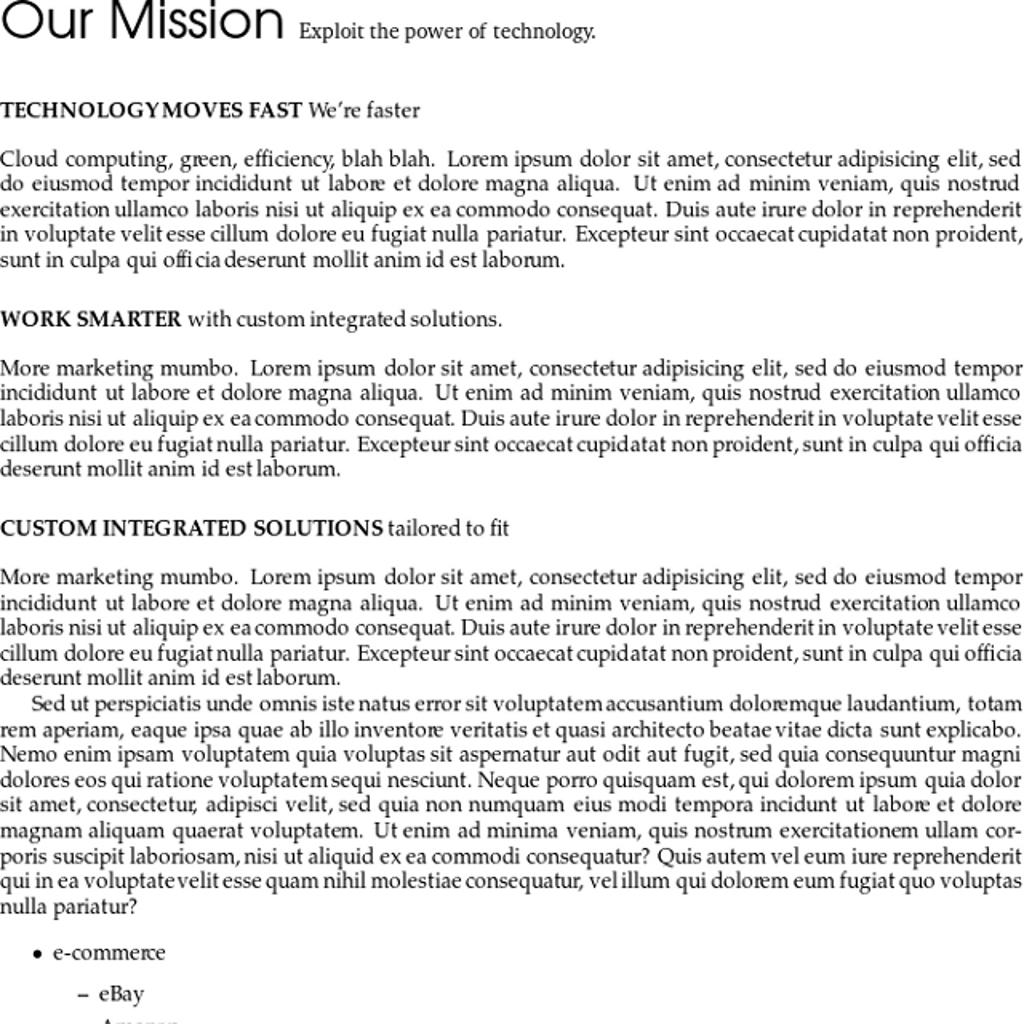 Our Mission Exploit the power of technology.
TECHNOLOGY MOVES FAST We're faster
Cloud computing, green, efficiency, blah blah. Lorem ipsum dolor sit amet, consectetur adipisicing elit, sed
do eiusmod tempor incididunt ut labore et dolore magna aliqua. Ut enim ad minim veniam, quis nostrud
exercitation ullamco laboris nisi ut aliquip ex ea commodo consequat. Duis aute irure dolor in reprehenderit
in voluptate velit esse cillum dolore eu fugiat nulla pariatur. Excepteur sint occaecat cupidatat non proident,
sunt in culpa qui officia deserunt mollit anim id est laborum.
WORK SMARTER with custom integrated solutions.
More marketing mumbo. Lorem ipsum dolor sit amet, consectetur adipisicing elit, sed do eiusmod tempor
incididunt ut labore et dolore magna aliqua. Ut enim ad minim veniam, quis nostrud exercitation ullamco
laboris nisi ut aliquip ex ea commodo consequat. Duis aute irure dolor in reprehenderit in voluptate velit esse
cillum dolore eu fugiat nulla pariatur. Excepteur sint occaecat cupidatat non proident, sunt in culpa qui officia
deserunt mollit anim id est laborum.
CUSTOM INTEGRATED SOLUTIONS tailored to fit
More marketing mumbo. Lorem ipsum dolor sit amet, consectetur adipisicing elit, sed do eiusmod tempor
incididunt ut labore et dolore magna aliqua. Ut enim ad minim veniam, quis nostrud exercitation ullamco
laboris nisi ut aliquip ex ea commodo consequat. Duis aute irure dolor in reprehenderit in voluptate velit esse
cillum dolore eu fugiat nulla pariatur. Excepteur sint occaecat cupidatat non proident, sunt in culpa qui officia
deserunt mollit anim id est laborum.
Sed ut perspiciatis unde omnis iste natus error sit voluptatem accusantium doloremque laudantium, totam
rem aperiam, eaque ipsa quae ab illo inventore veritatis et quasi architecto beatae vitae dicta sunt explicabo.
Nemo enim ipsam voluptatem quia voluptas sit aspernatur aut odit aut fugit, sed quia consequuntur magni
dolores eos qui ratione voluptatem sequi nesciunt. Neque porro quisquam est, qui dolorem ipsum quia dolor
sit amet, consectetur, adipisci velit, sed quia non numquam eius modi tempora incidunt ut labore et dolore
magnam aliquam quaerat voluptatem. Ut enim ad minima veniam, quis nostrum exercitationem ullam cor-
poris suscipit laboriosam, nisi ut aliquid ex ea commodi consequatur? Quis autem vel eum iure reprehenderit
qui in ea voluptate velit esse quam nihil molestiae consequatur, vel illum qui dolorem eum fugiat quo voluptas
nulla pariatur?
• e-commerce
– eBay